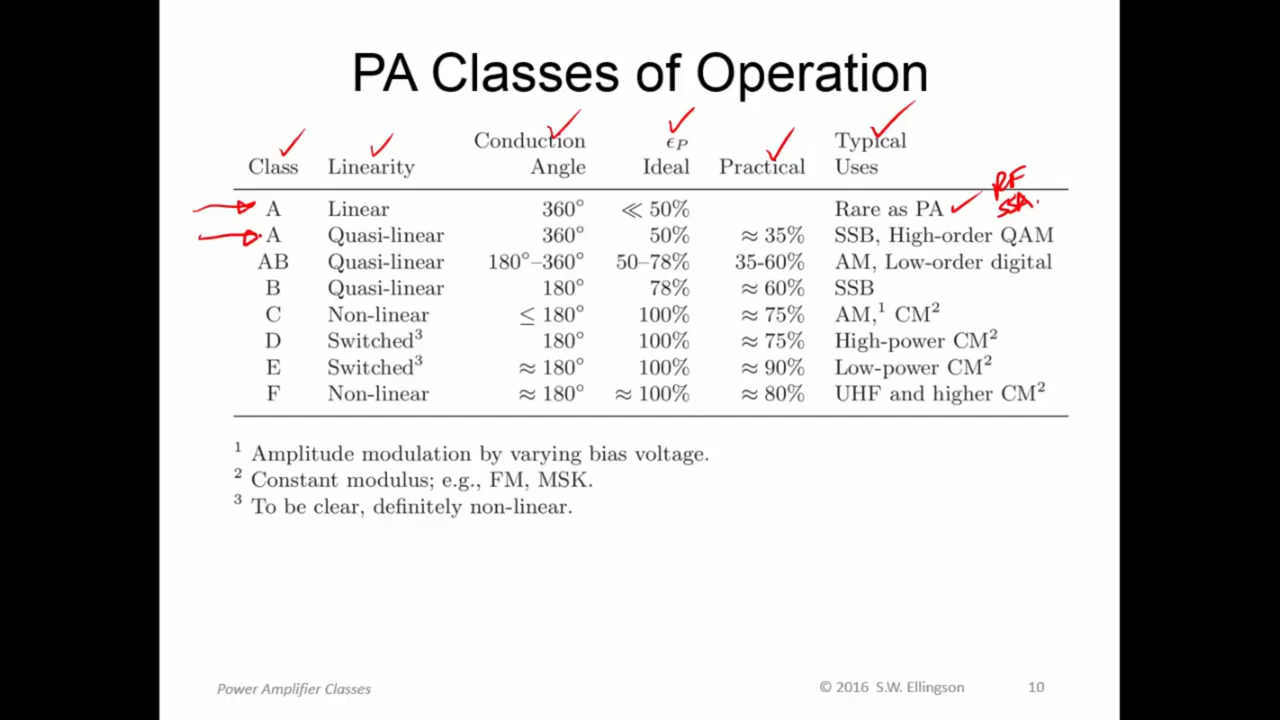 PA Classes of Operation
Conduction ϵP Typical
Class Linearity Angle Ideal Practical Uses
RF
SSA.
A Linear 360° ≪ 50% Rare as PA
A Quasi-linear 360° 50% ≈ 35% SSB, High-order QAM
AB Quasi-linear 180°–360° 50–78% 35-60% AM, Low-order digital
B Quasi-linear 180° 78% ≈ 60% SSB
C Non-linear ≤ 180° 100% ≈ 75% AM,¹ CM²
D Switched³ 180° 100% ≈ 75% High-power CM²
E Switched³ ≈ 180° 100% ≈ 90% Low-power CM²
F Non-linear ≈ 180° ≈ 100% ≈ 80% UHF and higher CM²
¹ Amplitude modulation by varying bias voltage.
² Constant modulus; e.g., FM, MSK.
³ To be clear, definitely non-linear.
Power Amplifier Classes © 2016 S.W. Ellingson 10